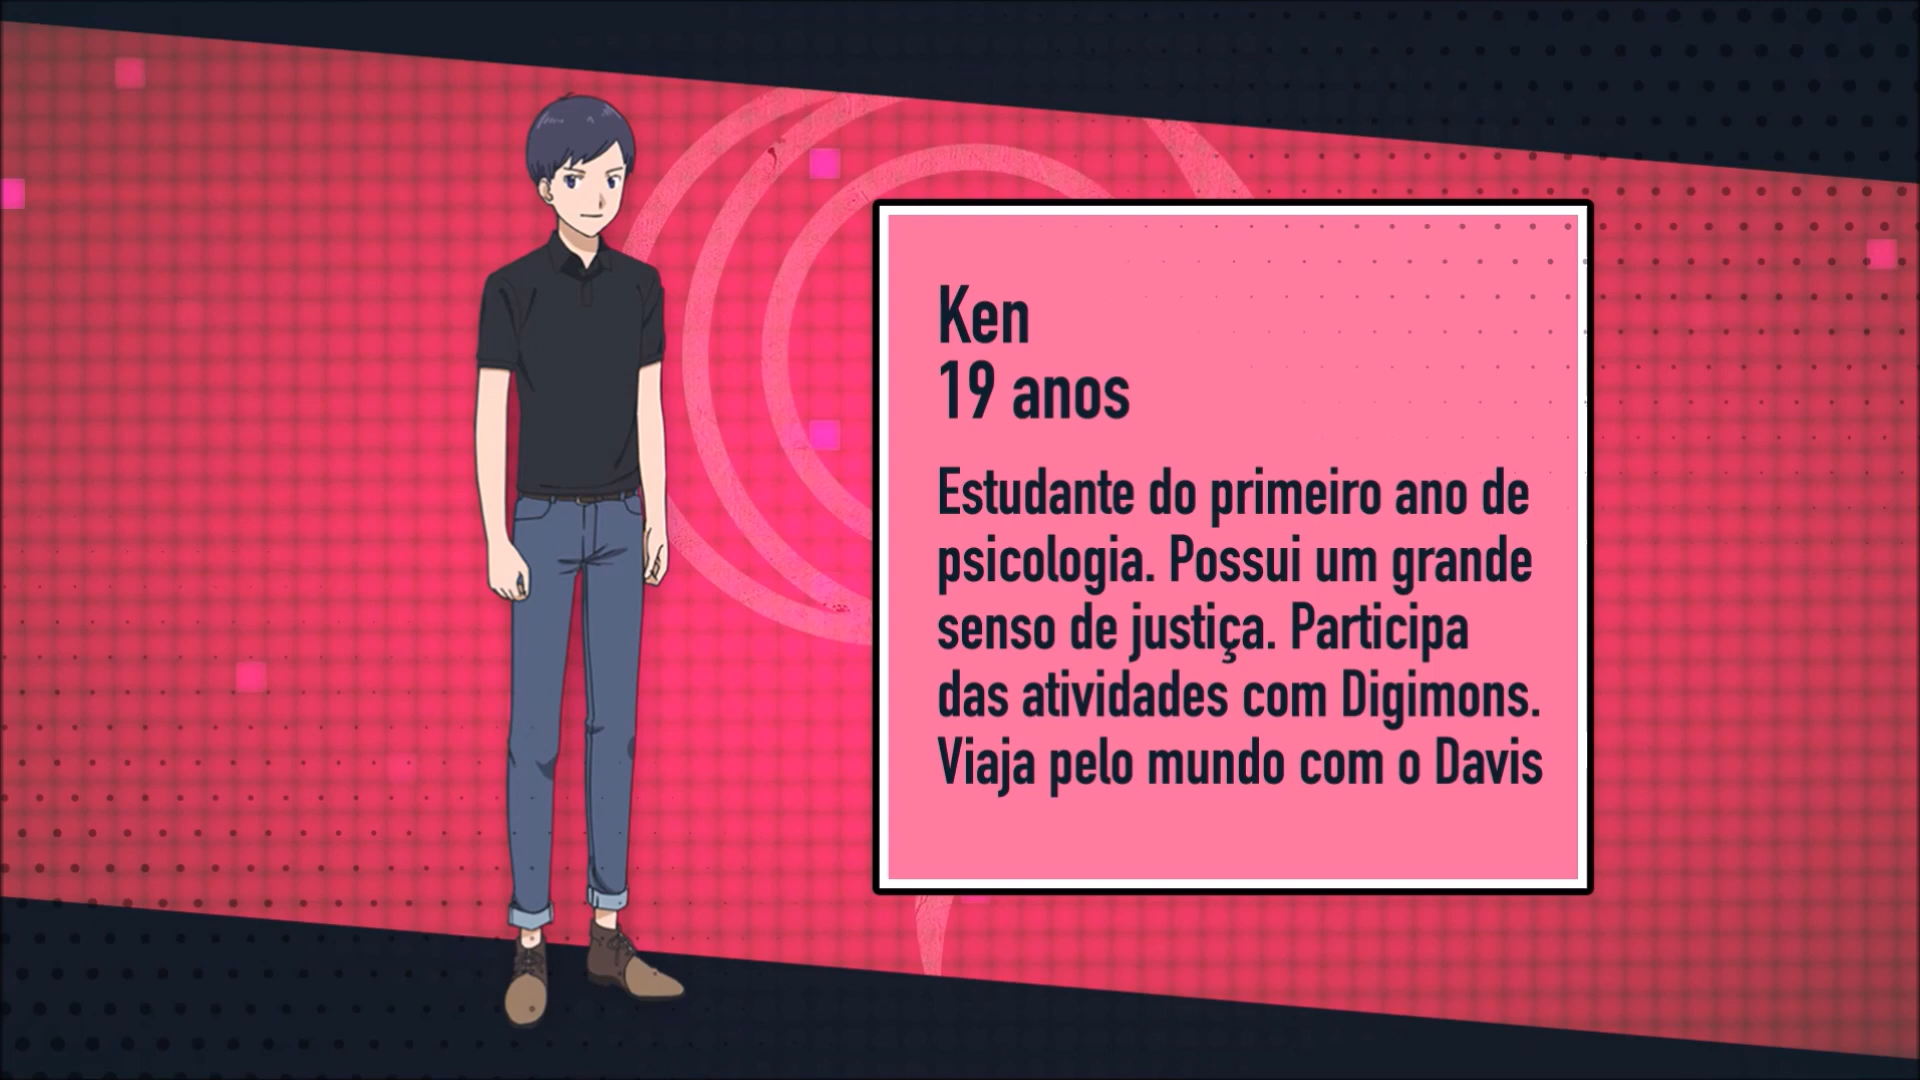 Ken
19 anos
Estudante do primeiro ano de
psicologia. Possui um grande
senso de justiça. Participa
das atividades com Digimons.
Viaja pelo mundo com o Davis